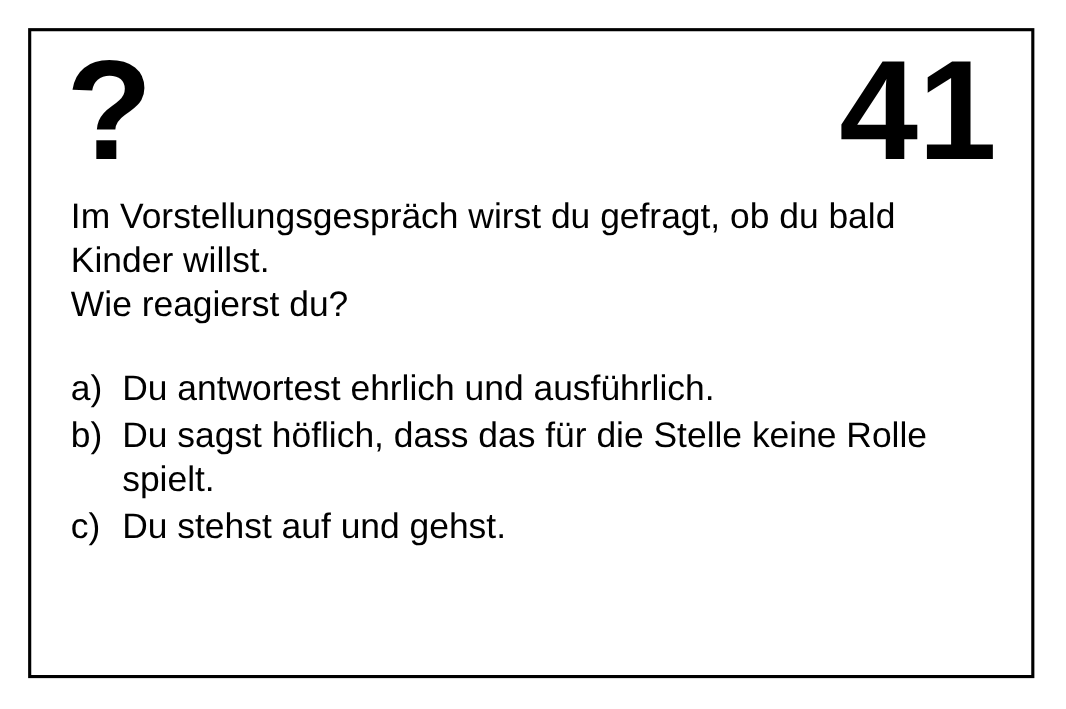 ? 41
Im Vorstellungsgespräch wirst du gefragt, ob du bald
Kinder willst.
Wie reagierst du?
a) Du antwortest ehrlich und ausführlich.
b) Du sagst höflich, dass das für die Stelle keine Rolle
spielt.
c) Du stehst auf und gehst.